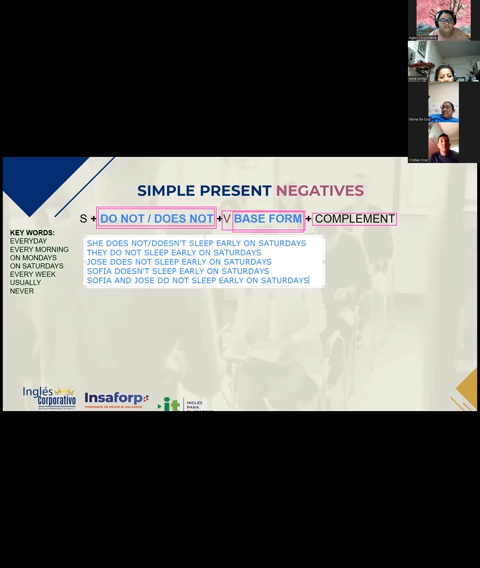 SIMPLE PRESENT NEGATIVES
S + DO NOT / DOES NOT + V BASE FORM + COMPLEMENT
KEY WORDS:
EVERYDAY
EVERY MORNING
ON MONDAYS
ON SATURDAYS
EVERY WEEK
USUALLY
NEVER
SHE DOES NOT/DOESN'T SLEEP EARLY ON SATURDAYS
THEY DO NOT SLEEP EARLY ON SATURDAYS
JOSE DOES NOT SLEEP EARLY ON SATURDAYS
SOFIA DOESN'T SLEEP EARLY ON SATURDAYS
SOFIA AND JOSE DO NOT SLEEP EARLY ON SATURDAYS
Inglés
Corporativo
Insaforp
it
INGLÉS
PARA